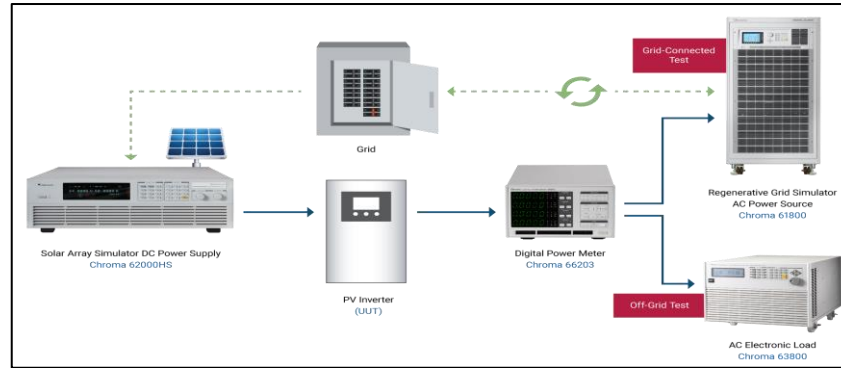 Grid-Connected
Test
Grid
Regenerative Grid Simulator
AC Power Source
Chroma 61800
Solar Array Simulator DC Power Supply
Chroma 62000HS
Digital Power Meter
Chroma 66203
PV Inverter
(UUT)
Off-Grid Test
AC Electronic Load
Chroma 63800